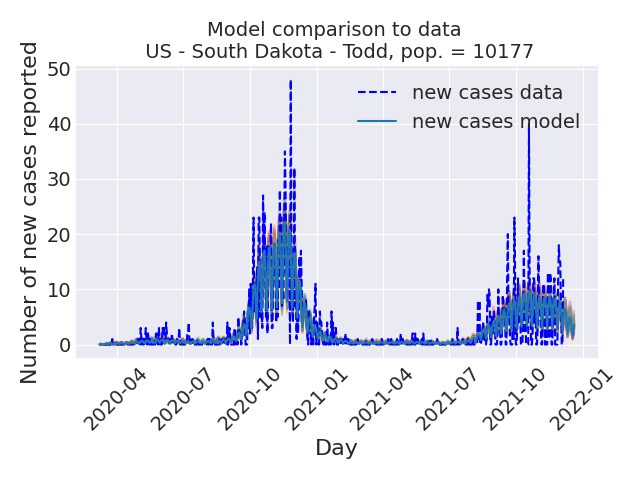 Model comparison to data
US - South Dakota - Todd, pop. = 10177
Number of new cases reported
50
40
30
20
10
0
new cases data
new cases model
2020-04
2020-07
2020-10
2021-01
2021-04
2021-07
2021-10
2022-01
Day